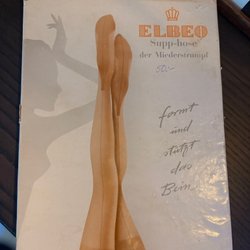 ELBEO
Supp-hose
der Miederstrumpf
formt
und
stützt
das
Bein